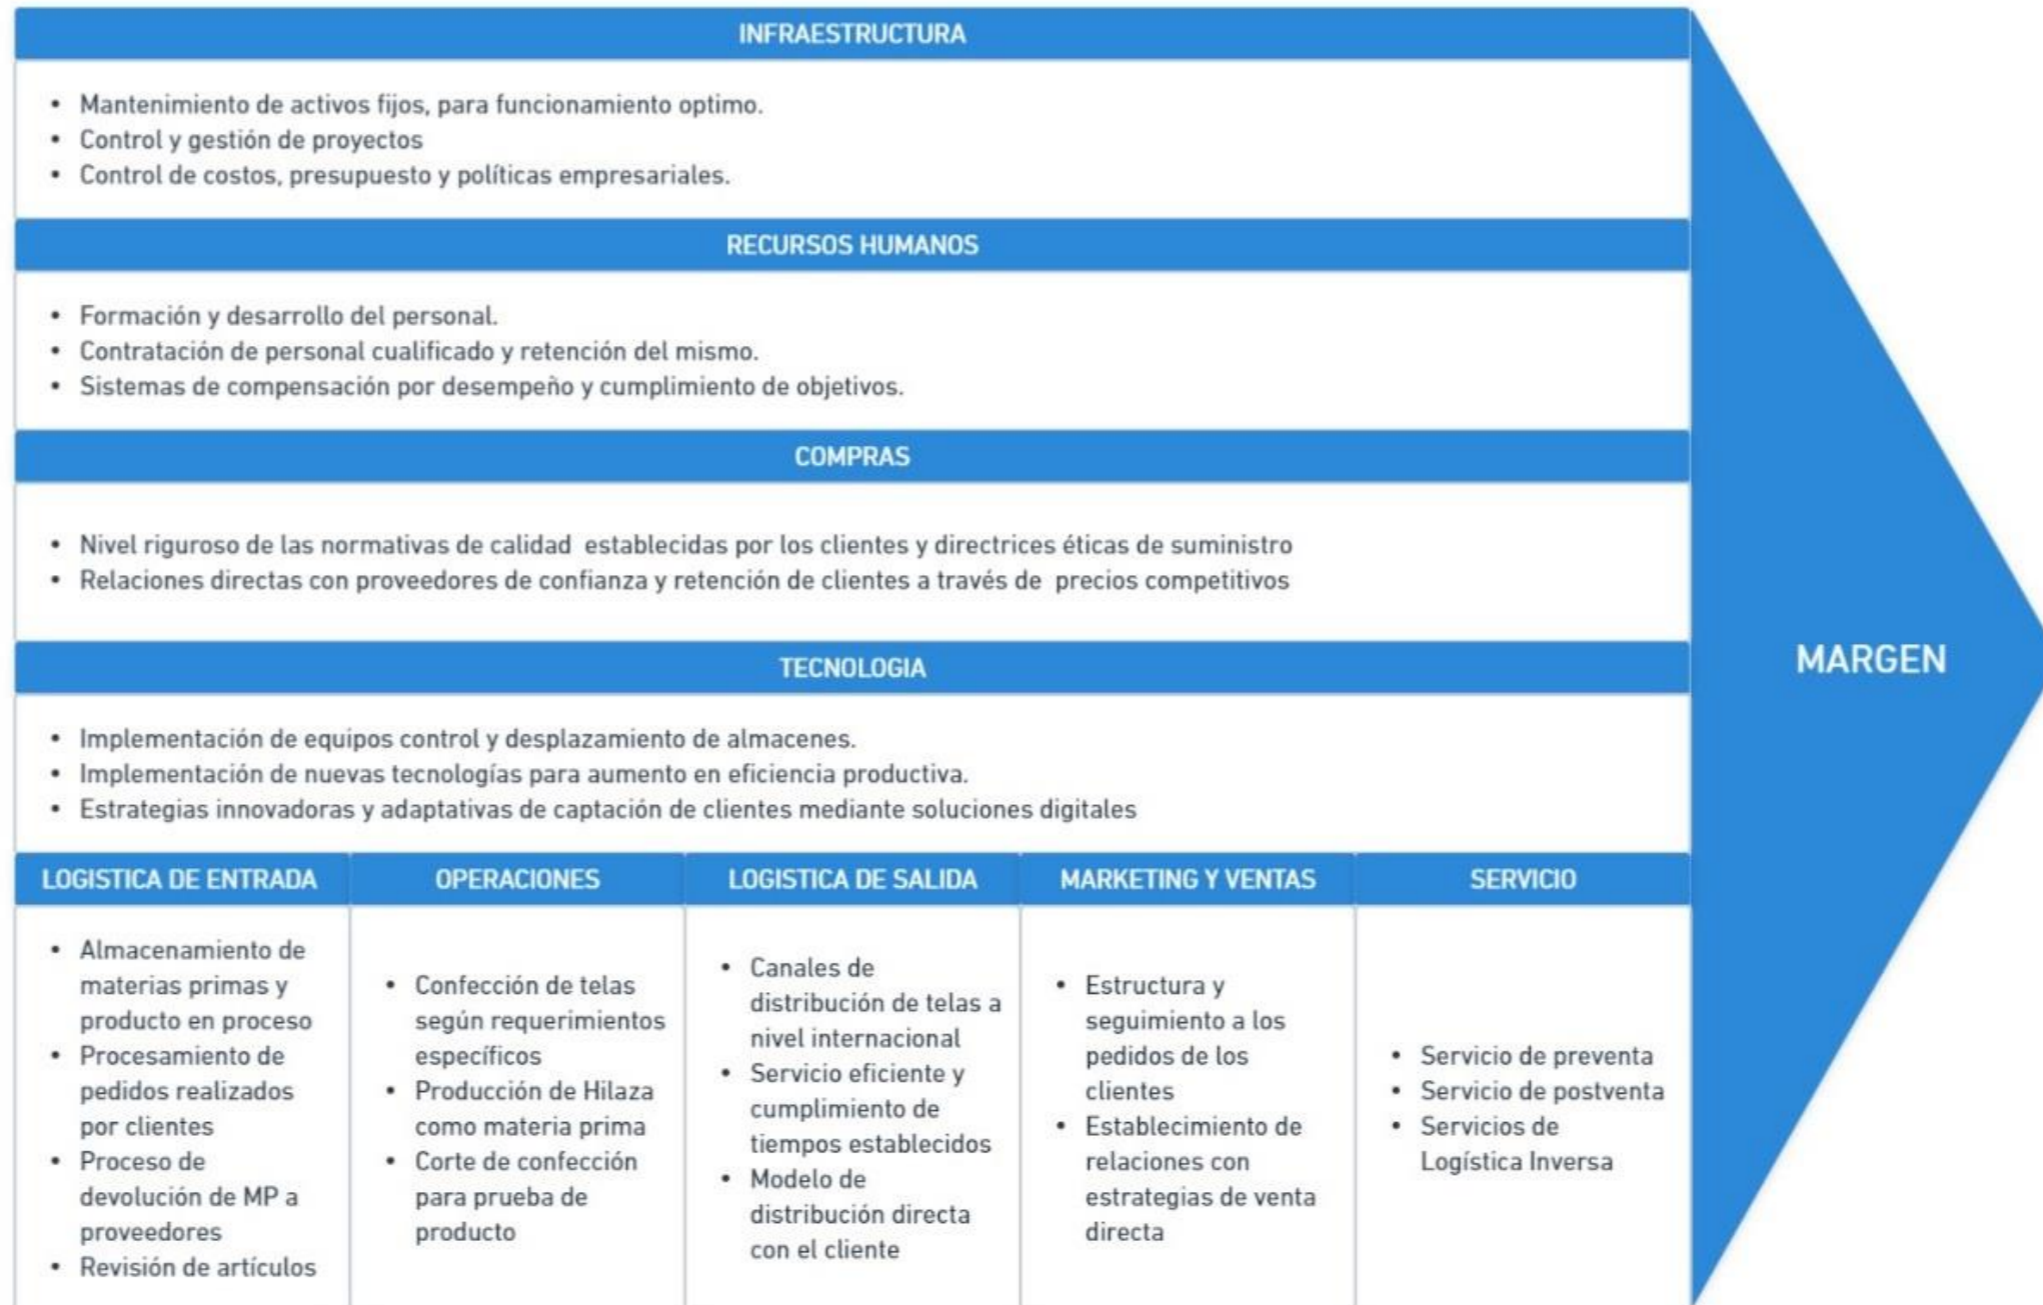 INFRAESTRUCTURA
• Mantenimiento de activos fijos, para funcionamiento optimo.
• Control y gestión de proyectos
• Control de costos, presupuesto y políticas empresariales.
RECURSOS HUMANOS
• Formación y desarrollo del personal.
• Contratación de personal cualificado y retención del mismo.
• Sistemas de compensación por desempeño y cumplimiento de objetivos.
COMPRAS
• Nivel riguroso de las normativas de calidad establecidas por los clientes y directrices éticas de suministro
• Relaciones directas con proveedores de confianza y retención de clientes a través de precios competitivos
TECNOLOGIA
• Implementación de equipos control y desplazamiento de almacenes.
• Implementación de nuevas tecnologías para aumento en eficiencia productiva.
• Estrategias innovadoras y adaptativas de captación de clientes mediante soluciones digitales
LOGISTICA DE ENTRADA
• Almacenamiento de
materias primas y
producto en proceso
• Procesamiento de
pedidos realizados
por clientes
• Proceso de
devolución de MP a
proveedores
• Revisión de artículos
OPERACIONES
• Confección de telas
según requerimientos
específicos
• Producción de Hilaza
como materia prima
• Corte de confección
para prueba de
producto
LOGISTICA DE SALIDA
• Canales de
distribución de telas a
nivel internacional
• Servicio eficiente y
cumplimiento de
tiempos establecidos
• Modelo de
distribución directa
con el cliente
MARKETING Y VENTAS
• Estructura y
seguimiento a los
pedidos de los
clientes
• Establecimiento de
relaciones con
estrategias de venta
directa
SERVICIO
• Servicio de preventa
• Servicio de postventa
• Servicios de
Logística Inversa
MARGEN